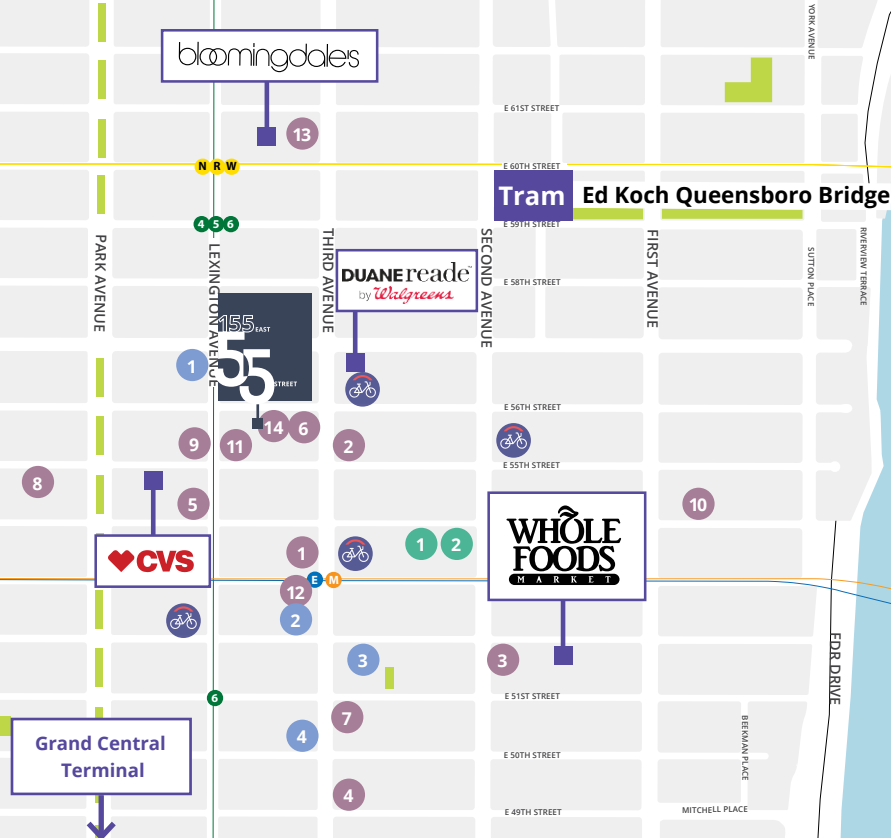 YORK AVENUE
bloomingdale's
E 61ST STREET
13
N R W
E 60TH STREET
Tram
Ed Koch Queensboro Bridge
4 5 6
E 59TH STREET
PARK AVENUE
LEXINGTON AVENUE
THIRD AVENUE
SECOND AVENUE
FIRST AVENUE
SUTTON PLACE
RIVERVIEW TERRACE
DUANE reade
by Walgreens
E 58TH STREET
155 EAST
55
STREET
1
E 56TH STREET
14
6
9
11
2
E 55TH STREET
8
5
10
WHOLE
FOODS
MARKET
CVS
1
1
2
E
M
12
2
3
3
FDR DRIVE
6
E 51ST STREET
7
4
BEEKMAN PLACE
Grand Central
Terminal
E 50TH STREET
4
E 49TH STREET
MITCHELL PLACE